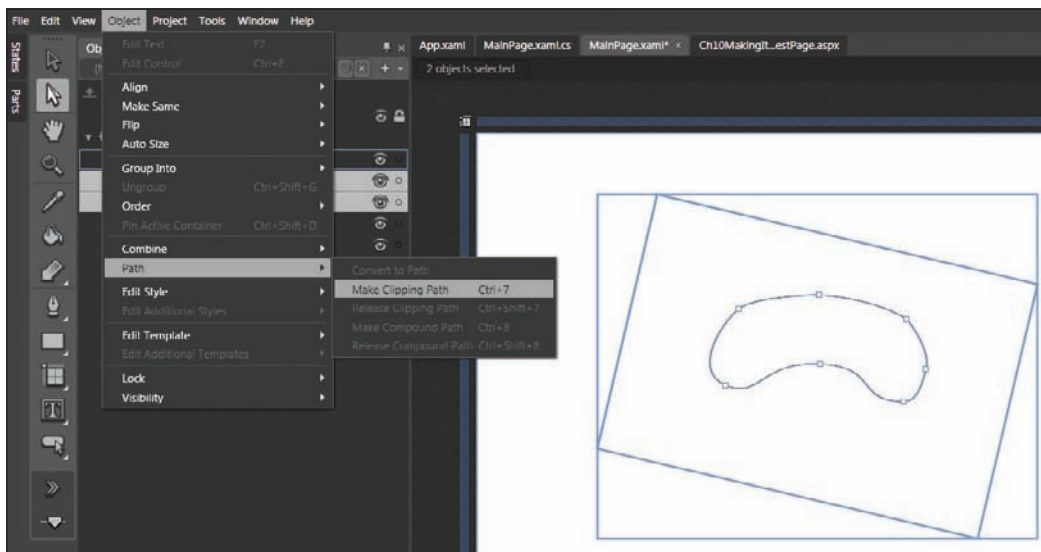 File Edit View Object Project Tools Window Help
States
Parts
Ob
Edit Text F2
Edit Control Ctrl+E
Align
Make Same
Flip
Auto Size
Group Into
Ungroup Ctrl+Shift+G
Order
Pin Active Container Ctrl+Shift+D
Combine
Path
Edit Style
Edit Additional Styles
Edit Template
Edit Additional Templates
Lock
Visibility
Convert to Path
Make Clipping Path Ctrl+7
Release Clipping Path Ctrl+Shift+7
Make Compound Path Ctrl+8
Release Compound Path Ctrl+Shift+8
App.xaml MainPage.xaml.cs MainPage.xaml* × Ch10MakingIt...estPage.aspx
2 objects selected